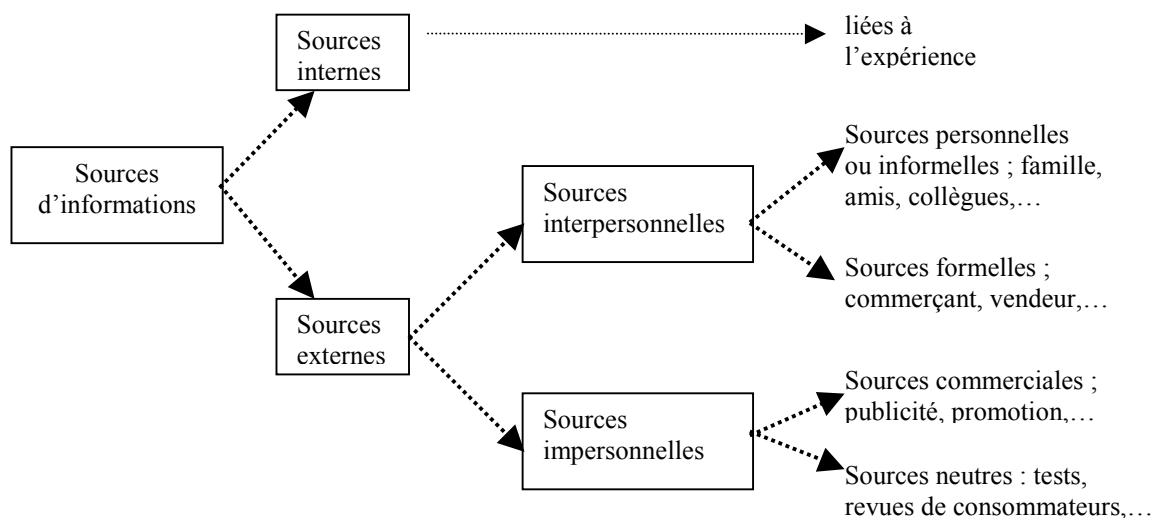 Sources
internes
liées à
l’expérience
Sources
d’informations
Sources
externes
Sources
interpersonnelles
Sources personnelles
ou informelles ; famille,
amis, collègues,…
Sources formelles ;
commerçant, vendeur,…
Sources
impersonnelles
Sources commerciales ;
publicité, promotion,…
Sources neutres : tests,
revues de consommateurs,…